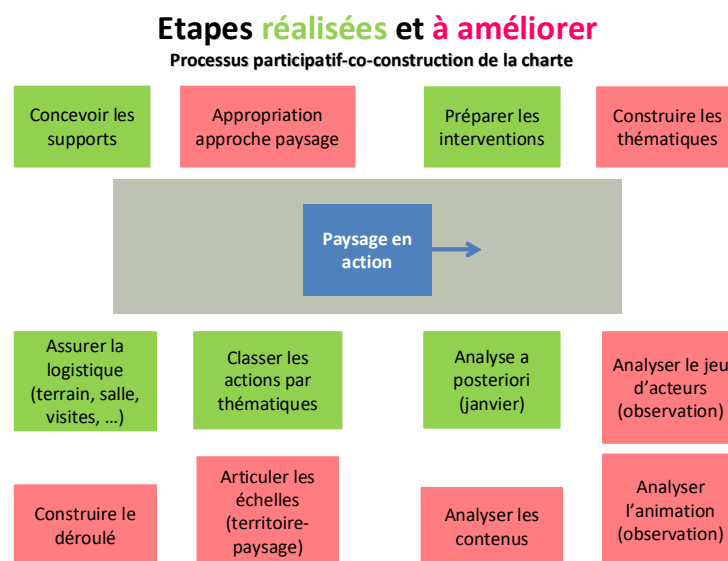 Etapes réalisées et à améliorer
Processus participatif-co-construction de la charte
Concevoir les
supports
Appropriation
approche paysage
Préparer les
interventions
Construire les
thématiques
Paysage en
action
Assurer la
logistique
(terrain, salle,
visites, ...)
Classer les
actions par
thématiques
Analyse a
posteriori
(janvier)
Analyser le jeu
d’acteurs
(observation)
Construire le
déroulé
Articuler les
échelles
(territoire-
paysage)
Analyser les
contenus
Analyser
l’animation
(observation)